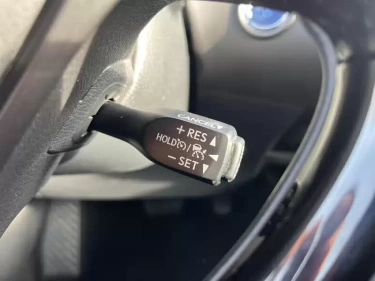 CANCEL
+ RES
HOLD /
- SET